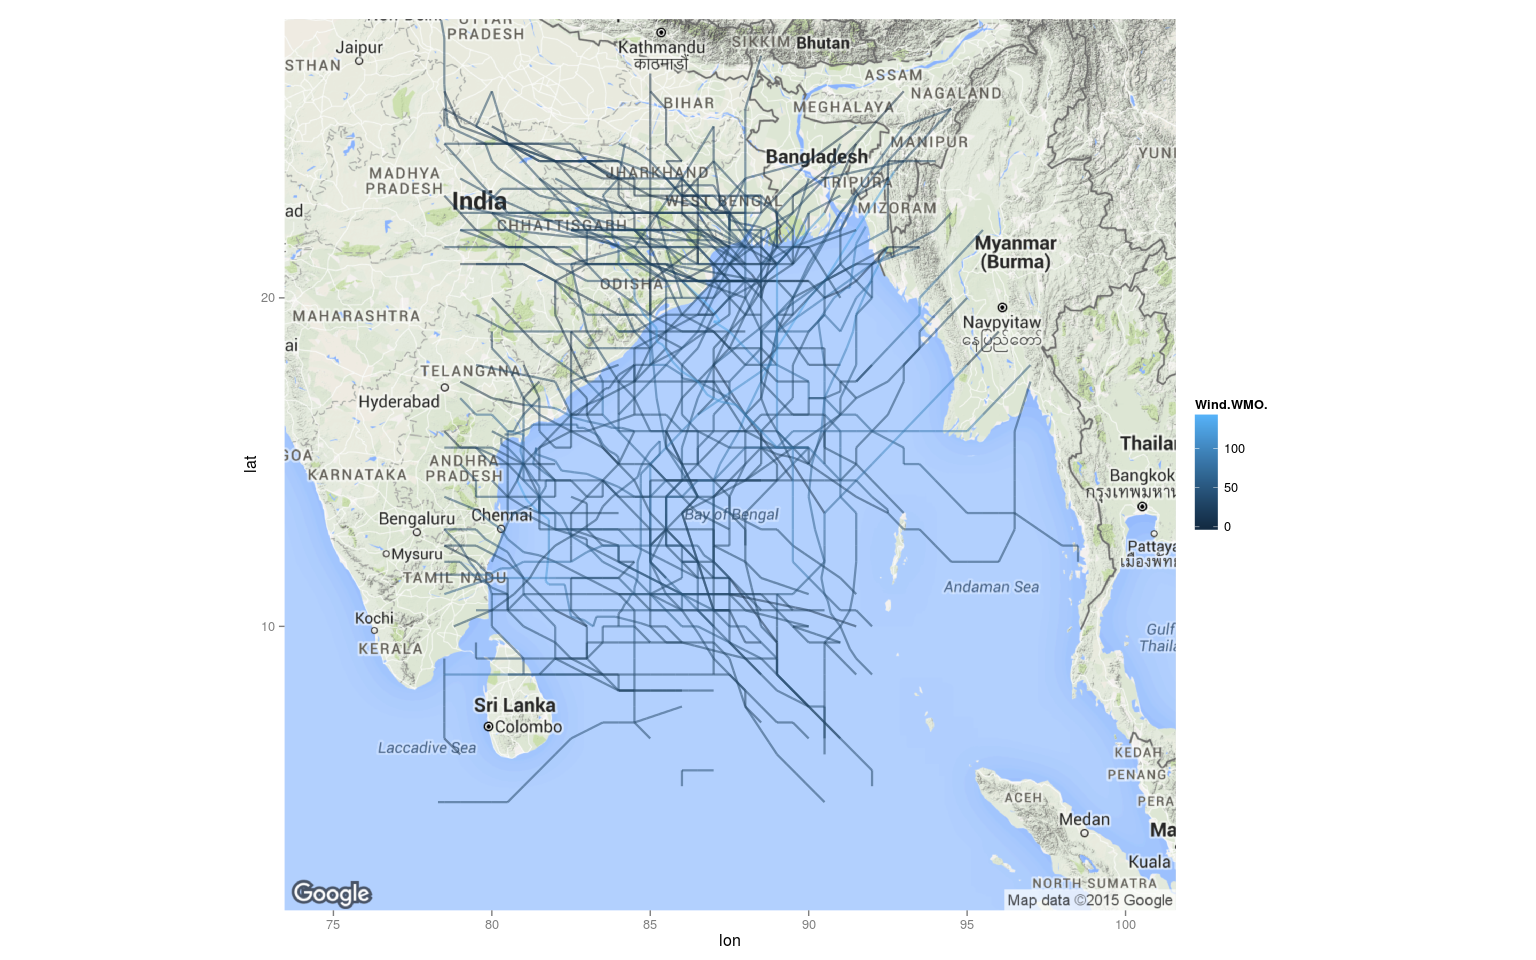 UTTAR
PRADESH
Jaipur
STHAN
Kathmandu
काठमाडौं
SIKKIM
Bhutan
ASSAM
NAGALAND
MEGHALAYA
BIHAR
MANIPUR
Bangladesh
YUN
MADHYA
PRADESH
JHARKHAND
TRIPURA
India
WEST BENGAL
MIZORAM
ad
CHHATTISGARH
Myanmar
(Burma)
ODISHA
20
MAHARASHTRA
Naypyitaw
နေပြည်တော်
ai
TELANGANA
Hyderabad
Wind.WMO.
100
50
0
lat
GOA
KARNATAKA
ANDHRA
PRADESH
Thailan
Bangkok
กรุงเทพมหาน
Bengaluru
Chennai
Bay of Bengal
Mysuru
Pattaya
เมืองพัท
TAMIL NADU
Andaman Sea
Kochi
10
KERALA
Gulf
Thaila
Sri Lanka
Colombo
Laccadive Sea
KEDAH
PENANG
ACEH
PERA
Medan
Ma
Kuala
NORTH SUMATRA
Google
Map data ©2015 Google
75
80
85
90
95
100
lon